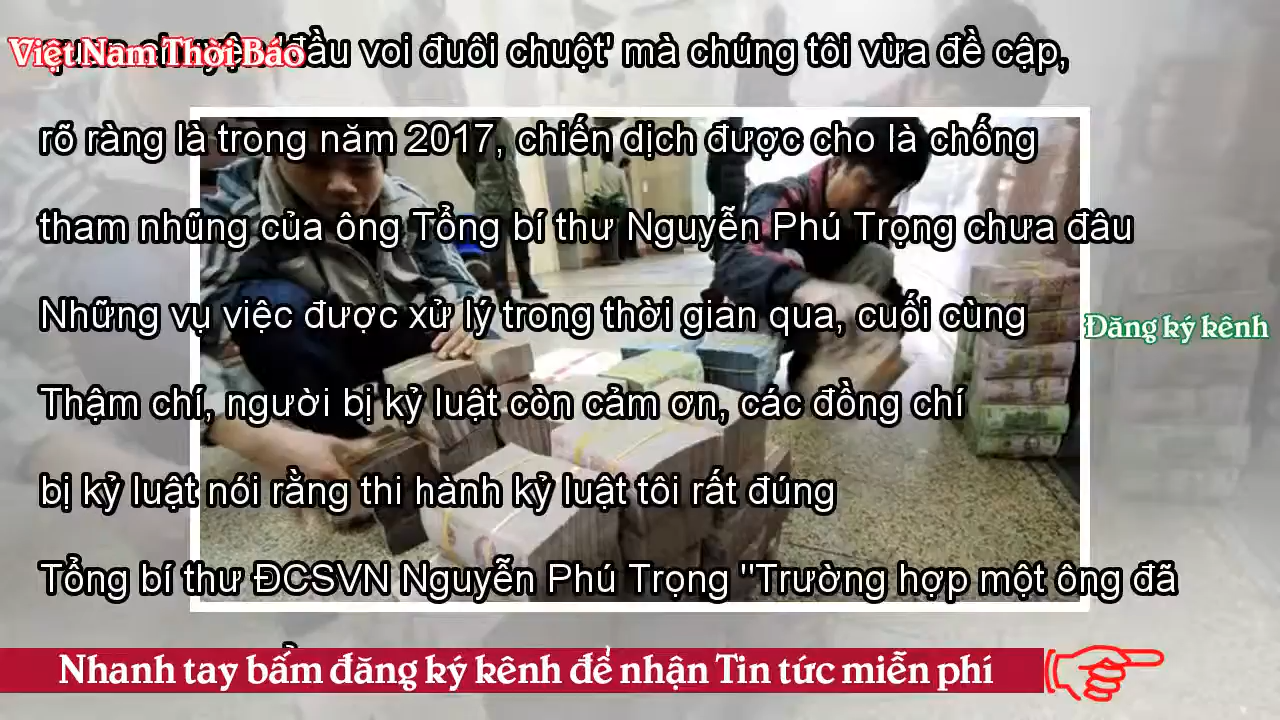 Việt Nam Thời Báo
'đầu voi đuôi chuột' mà chúng tôi vừa đề cập,
rõ ràng là trong năm 2017, chiến dịch được cho là chống
tham nhũng của ông Tổng bí thư Nguyễn Phú Trọng chưa đâu
Những vụ việc được xử lý trong thời gian qua, cuối cùng
Đăng ký kênh
Thậm chí, người bị kỷ luật còn cảm ơn, các đồng chí
bị kỷ luật nói rằng thi hành kỷ luật tôi rất đúng
Tổng bí thư ĐCSVN Nguyễn Phú Trọng "Trường hợp một ông đã
Nhanh tay bấm đăng ký kênh để nhận Tin tức miễn phí